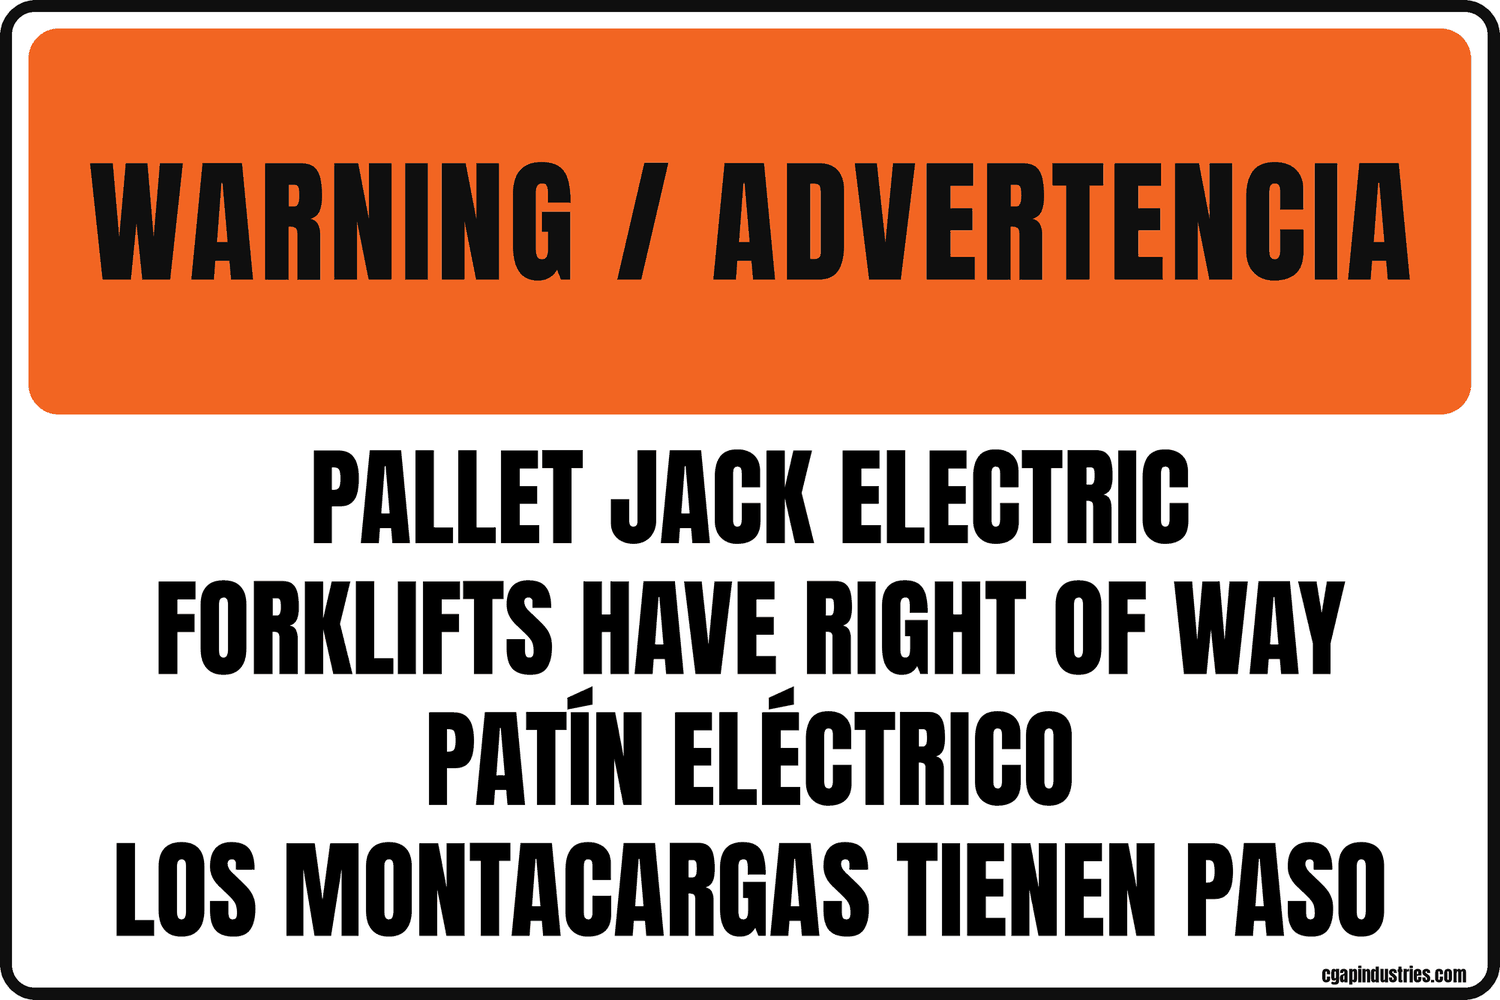 WARNING / ADVERTENCIA
PALLET JACK ELECTRIC
FORKLIFTS HAVE RIGHT OF WAY
PATÍN ELÉCTRICO
LOS MONTACARGAS TIENEN PASO
cgapindustries.com